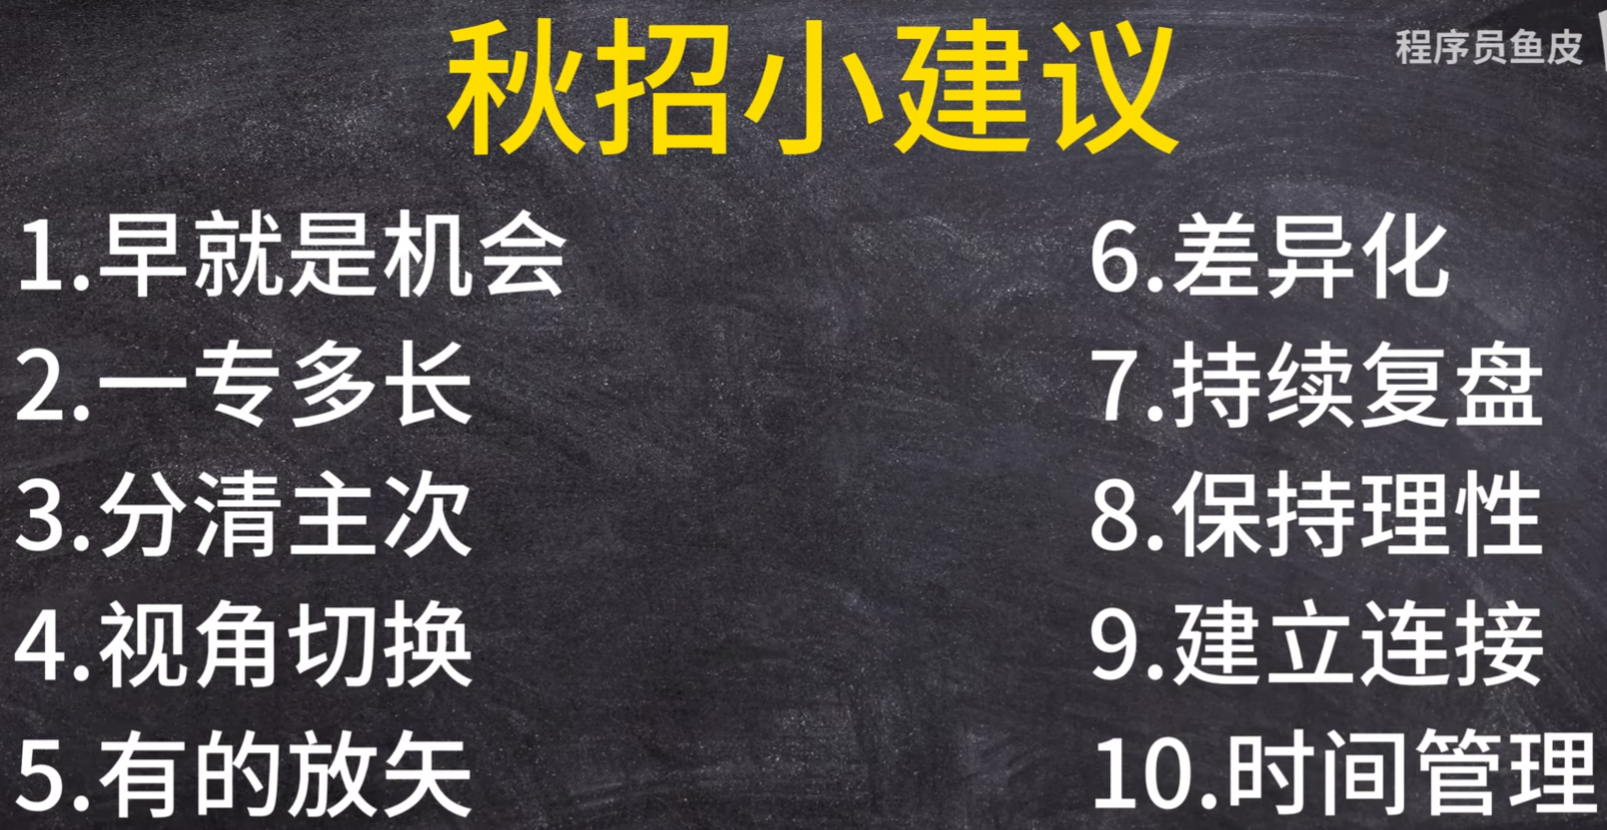 秋招小建议
程序员鱼皮
1.早就是机会
2.一专多长
3.分清主次
4.视角切换
5.有的放矢
6.差异化
7.持续复盘
8.保持理性
9.建立连接
10.时间管理